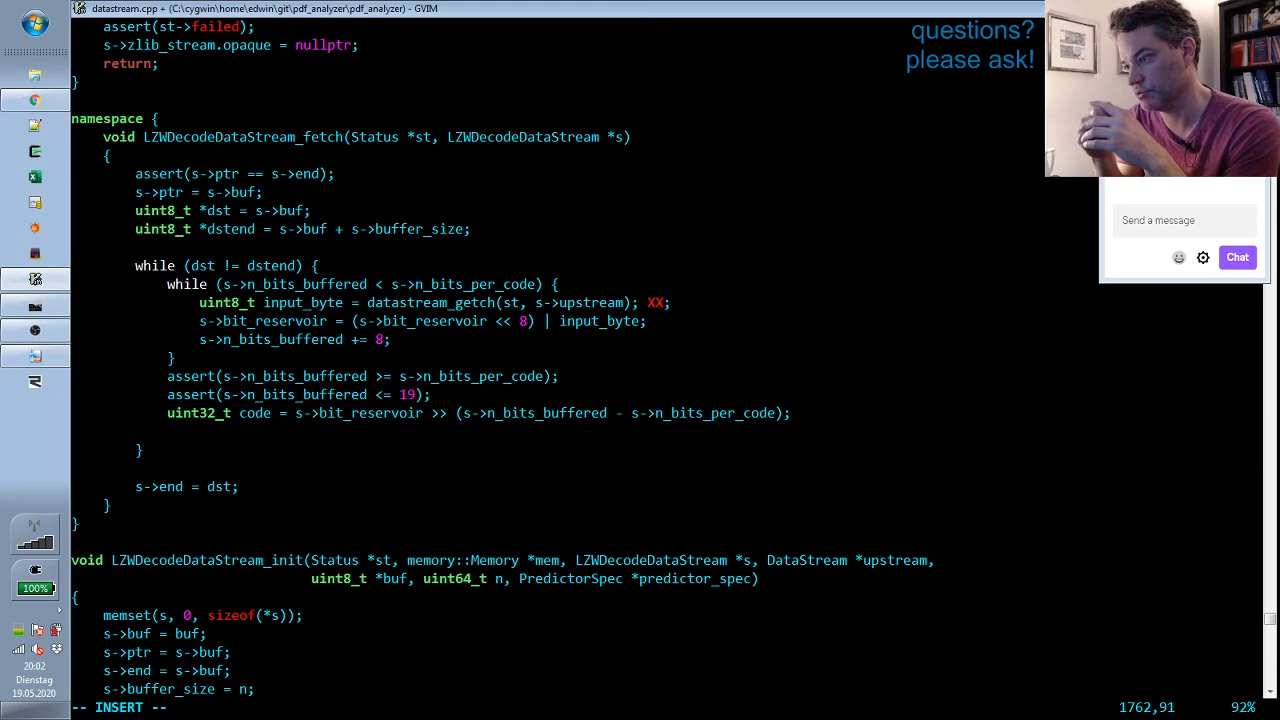 datastream.cpp + (C:\cygwin\home\edwin\git\pdf_analyzer\pdf_analyzer) - GVIM
assert(st->failed);
s->zlib_stream.opaque = nullptr;
return;
}
namespace {
void LZWDecodeDataStream_fetch(Status *st, LZWDecodeDataStream *s)
{
assert(s->ptr == s->end);
s->ptr = s->buf;
uint8_t *dst = s->buf;
uint8_t *dstend = s->buf + s->buffer_size;
while (dst != dstend) {
while (s->n_bits_buffered < s->n_bits_per_code) {
uint8_t input_byte = datastream_getch(st, s->upstream); XX;
s->bit_reservoir = (s->bit_reservoir << 8) | input_byte;
s->n_bits_buffered += 8;
}
assert(s->n_bits_buffered >= s->n_bits_per_code);
assert(s->n_bits_buffered <= 19);
uint32_t code = s->bit_reservoir >> (s->n_bits_buffered - s->n_bits_per_code);
}
s->end = dst;
}
}
void LZWDecodeDataStream_init(Status *st, memory::Memory *mem, LZWDecodeDataStream *s, DataStream *upstream,
uint8_t *buf, uint64_t n, PredictorSpec *predictor_spec)
{
memset(s, 0, sizeof(*s));
s->buf = buf;
s->ptr = s->buf;
s->end = s->buf;
s->buffer_size = n;
-- INSERT --
1762,91
92%
questions?
please ask!
Send a message
Chat
100%
20:02
Dienstag
19.05.2020